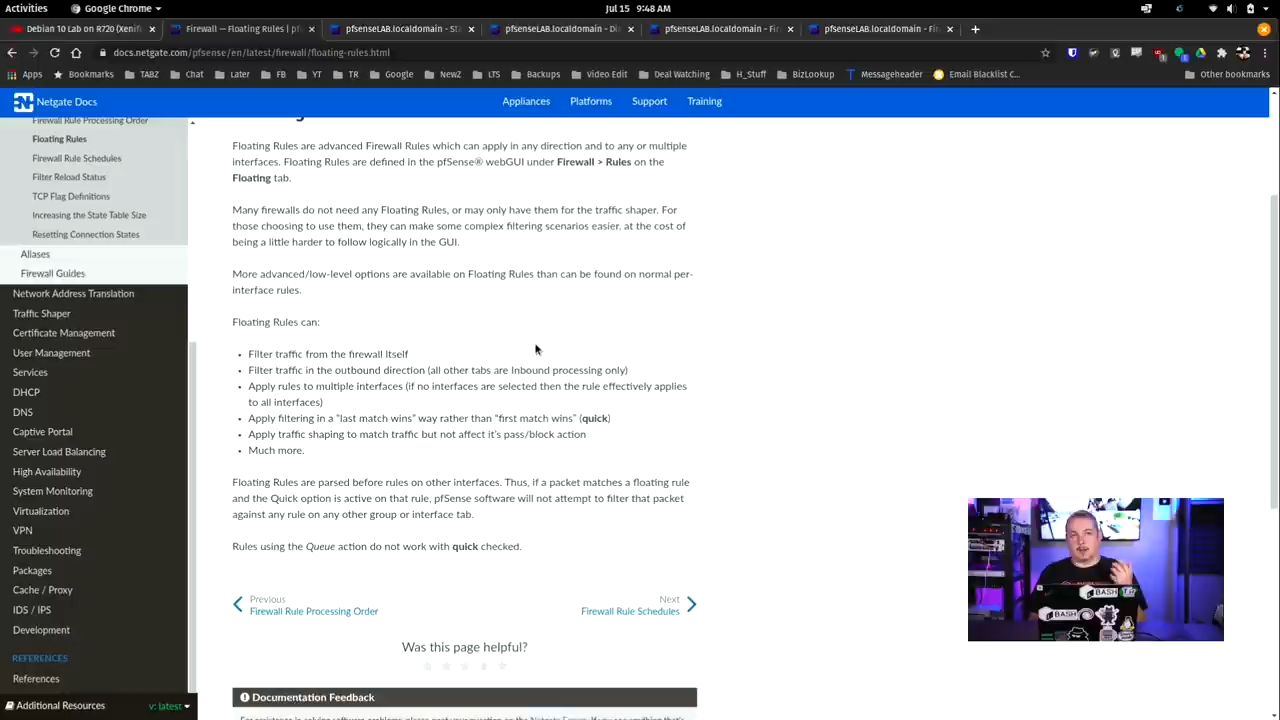 Activities
Google Chrome
Jul 15 9:48 AM
Debian 10 Lab on R720 (Xenifi
Firewall — Floating Rules | pf
pfsenseLAB.localdomain - St
pfsenseLAB.localdomain - Di
pfsenseLAB.localdomain - Fi
pfsenseLAB.localdomain - Fi
docs.netgate.com/pfsense/en/latest/firewall/floating-rules.html
Apps
Bookmarks
TABZ
Chat
Later
FB
YT
TR
Google
NewZ
LTS
Backups
Video Edit
Deal Watching
H_Stuff
BizLookup
Messageheader
Email Blacklist C...
Other bookmarks
Netgate Docs
Appliances
Platforms
Support
Training
Firewall Rule Processing Order
Floating Rules
Firewall Rule Schedules
Filter Reload Status
TCP Flag Definitions
Increasing the State Table Size
Resetting Connection States
Aliases
Firewall Guides
Network Address Translation
Traffic Shaper
Certificate Management
User Management
Services
DHCP
DNS
Captive Portal
Server Load Balancing
High Availability
System Monitoring
Virtualization
VPN
Troubleshooting
Packages
Cache / Proxy
IDS / IPS
Development
REFERENCES
References
Additional Resources
v: latest
Floating Rules are advanced Firewall Rules which can apply in any direction and to any or multiple
interfaces. Floating Rules are defined in the pfSense® webGUI under Firewall > Rules on the
Floating tab.
Many firewalls do not need any Floating Rules, or may only have them for the traffic shaper. For
those choosing to use them, they can make some complex filtering scenarios easier, at the cost of
being a little harder to follow logically in the GUI.
More advanced/low-level options are available on Floating Rules than can be found on normal per-
interface rules.
Floating Rules can:
• Filter traffic from the firewall itself
• Filter traffic in the outbound direction (all other tabs are Inbound processing only)
• Apply rules to multiple interfaces (if no interfaces are selected then the rule effectively applies
to all interfaces)
• Apply filtering in a “last match wins” way rather than “first match wins” (quick)
• Apply traffic shaping to match traffic but not affect it’s pass/block action
• Much more.
Floating Rules are parsed before rules on other interfaces. Thus, if a packet matches a floating rule
and the Quick option is active on that rule, pfSense software will not attempt to filter that packet
against any rule on any other group or interface tab.
Rules using the Queue action do not work with quick checked.
Previous
Firewall Rule Processing Order
Next
Firewall Rule Schedules
Was this page helpful?
Documentation Feedback
BASH
BASH